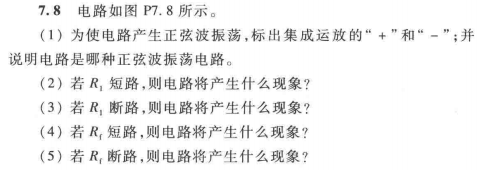 7.8 电路如图 P7.8 所示。
(1) 为使电路产生正弦波振荡,标出集成运放的“+”和“-”;并
说明电路是哪种正弦波振荡电路。
(2) 若 R₁ 短路,则电路将产生什么现象?
(3) 若 R₁ 断路,则电路将产生什么现象?
(4) 若 Rf 短路,则电路将产生什么现象?
(5) 若 Rf 断路,则电路将产生什么现象?